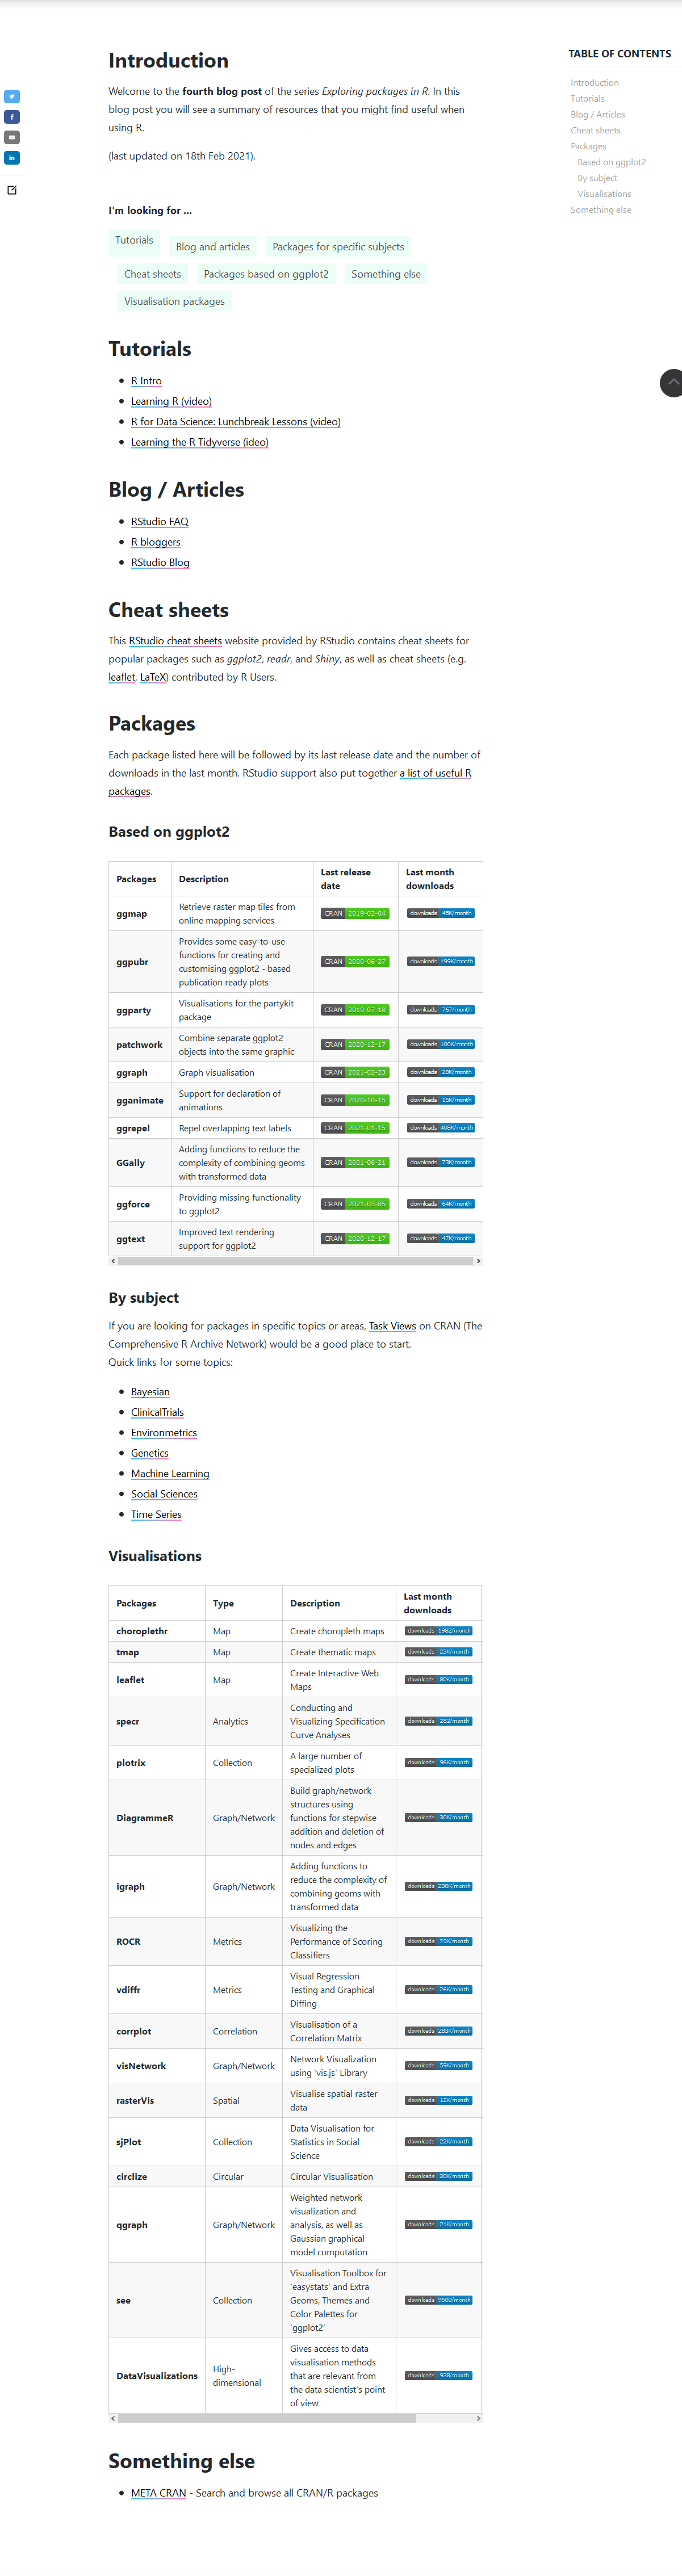 Introduction
Welcome to the fourth blog post of the series Exploring packages in R. In this
blog post you will see a summary of resources that you might find useful when
using R.
(last updated on 18th Feb 2021).
I'm looking for ...
Tutorials
Blog and articles
Packages for specific subjects
Cheat sheets
Packages based on ggplot2
Something else
Visualisation packages
TABLE OF CONTENTS
Introduction
Tutorials
Blog / Articles
Cheat sheets
Packages
Based on ggplot2
By subject
Visualisations
Something else
Tutorials
R Intro
Learning R (video)
R for Data Science: Lunchbreak Lessons (video)
Learning the R Tidyverse (ideo)
Blog / Articles
RStudio FAQ
R bloggers
RStudio Blog
Cheat sheets
This RStudio cheat sheets website provided by RStudio contains cheat sheets for
popular packages such as ggplot2, readr, and Shiny, as well as cheat sheets (e.g.
leaflet, LaTeX) contributed by R Users.
Packages
Each package listed here will be followed by its last release date and the number of
downloads in the last month. RStudio support also put together a list of useful R
packages.
Based on ggplot2
Packages Description Last release date Last month downloads
ggmap Retrieve raster map tiles from online mapping services CRAN 2019-02-04 downloads 45K/month
ggpubr Provides some easy-to-use functions for creating and customising ggplot2 - based publication ready plots CRAN 2020-06-27 downloads 199K/month
ggparty Visualisations for the partykit package CRAN 2019-07-18 downloads 767/month
patchwork Combine separate ggplot2 objects into the same graphic CRAN 2020-12-17 downloads 100K/month
ggraph Graph visualisation CRAN 2021-02-23 downloads 28K/month
gganimate Support for declaration of animations CRAN 2020-10-15 downloads 16K/month
ggrepel Repel overlapping text labels CRAN 2021-01-15 downloads 408K/month
GGally Adding functions to reduce the complexity of combining geoms with transformed data CRAN 2021-06-21 downloads 73K/month
ggforce Providing missing functionality to ggplot2 CRAN 2021-03-05 downloads 64K/month
ggtext Improved text rendering support for ggplot2 CRAN 2020-12-17 downloads 47K/month
By subject
If you are looking for packages in specific topics or areas, Task Views on CRAN (The
Comprehensive R Archive Network) would be a good place to start.
Quick links for some topics:
Bayesian
ClinicalTrials
Environmetrics
Genetics
Machine Learning
Social Sciences
Time Series
Visualisations
Packages Type Description Last month downloads
choroplethr Map Create choropleth maps downloads 1982/month
tmap Map Create thematic maps downloads 23K/month
leaflet Map Create Interactive Web Maps downloads 80K/month
specr Analytics Conducting and Visualizing Specification Curve Analyses downloads 282/month
plotrix Collection A large number of specialized plots downloads 96K/month
DiagrammeR Graph/Network Build graph/network structures using functions for stepwise addition and deletion of nodes and edges downloads 30K/month
igraph Graph/Network Adding functions to reduce the complexity of combining geoms with transformed data downloads 230K/month
ROCR Metrics Visualizing the Performance of Scoring Classifiers downloads 79K/month
vdiffr Metrics Visual Regression Testing and Graphical Diffing downloads 26K/month
corrplot Correlation Visualisation of a Correlation Matrix downloads 283K/month
visNetwork Graph/Network Network Visualization using 'vis.js' Library downloads 59K/month
rasterVis Spatial Visualise spatial raster data downloads 12K/month
sjPlot Collection Data Visualisation for Statistics in Social Science downloads 22K/month
circlize Circular Circular Visualisation downloads 20K/month
qgraph Graph/Network Weighted network visualization and analysis, as well as Gaussian graphical model computation downloads 21K/month
see Collection Visualisation Toolbox for 'easystats' and Extra Geoms, Themes and Color Palettes for 'ggplot2' downloads 9600/month
DataVisualizations High-dimensional Gives access to data visualisation methods that are relevant from the data scientist's point of view downloads 938/month
Something else
META CRAN - Search and browse all CRAN/R packages